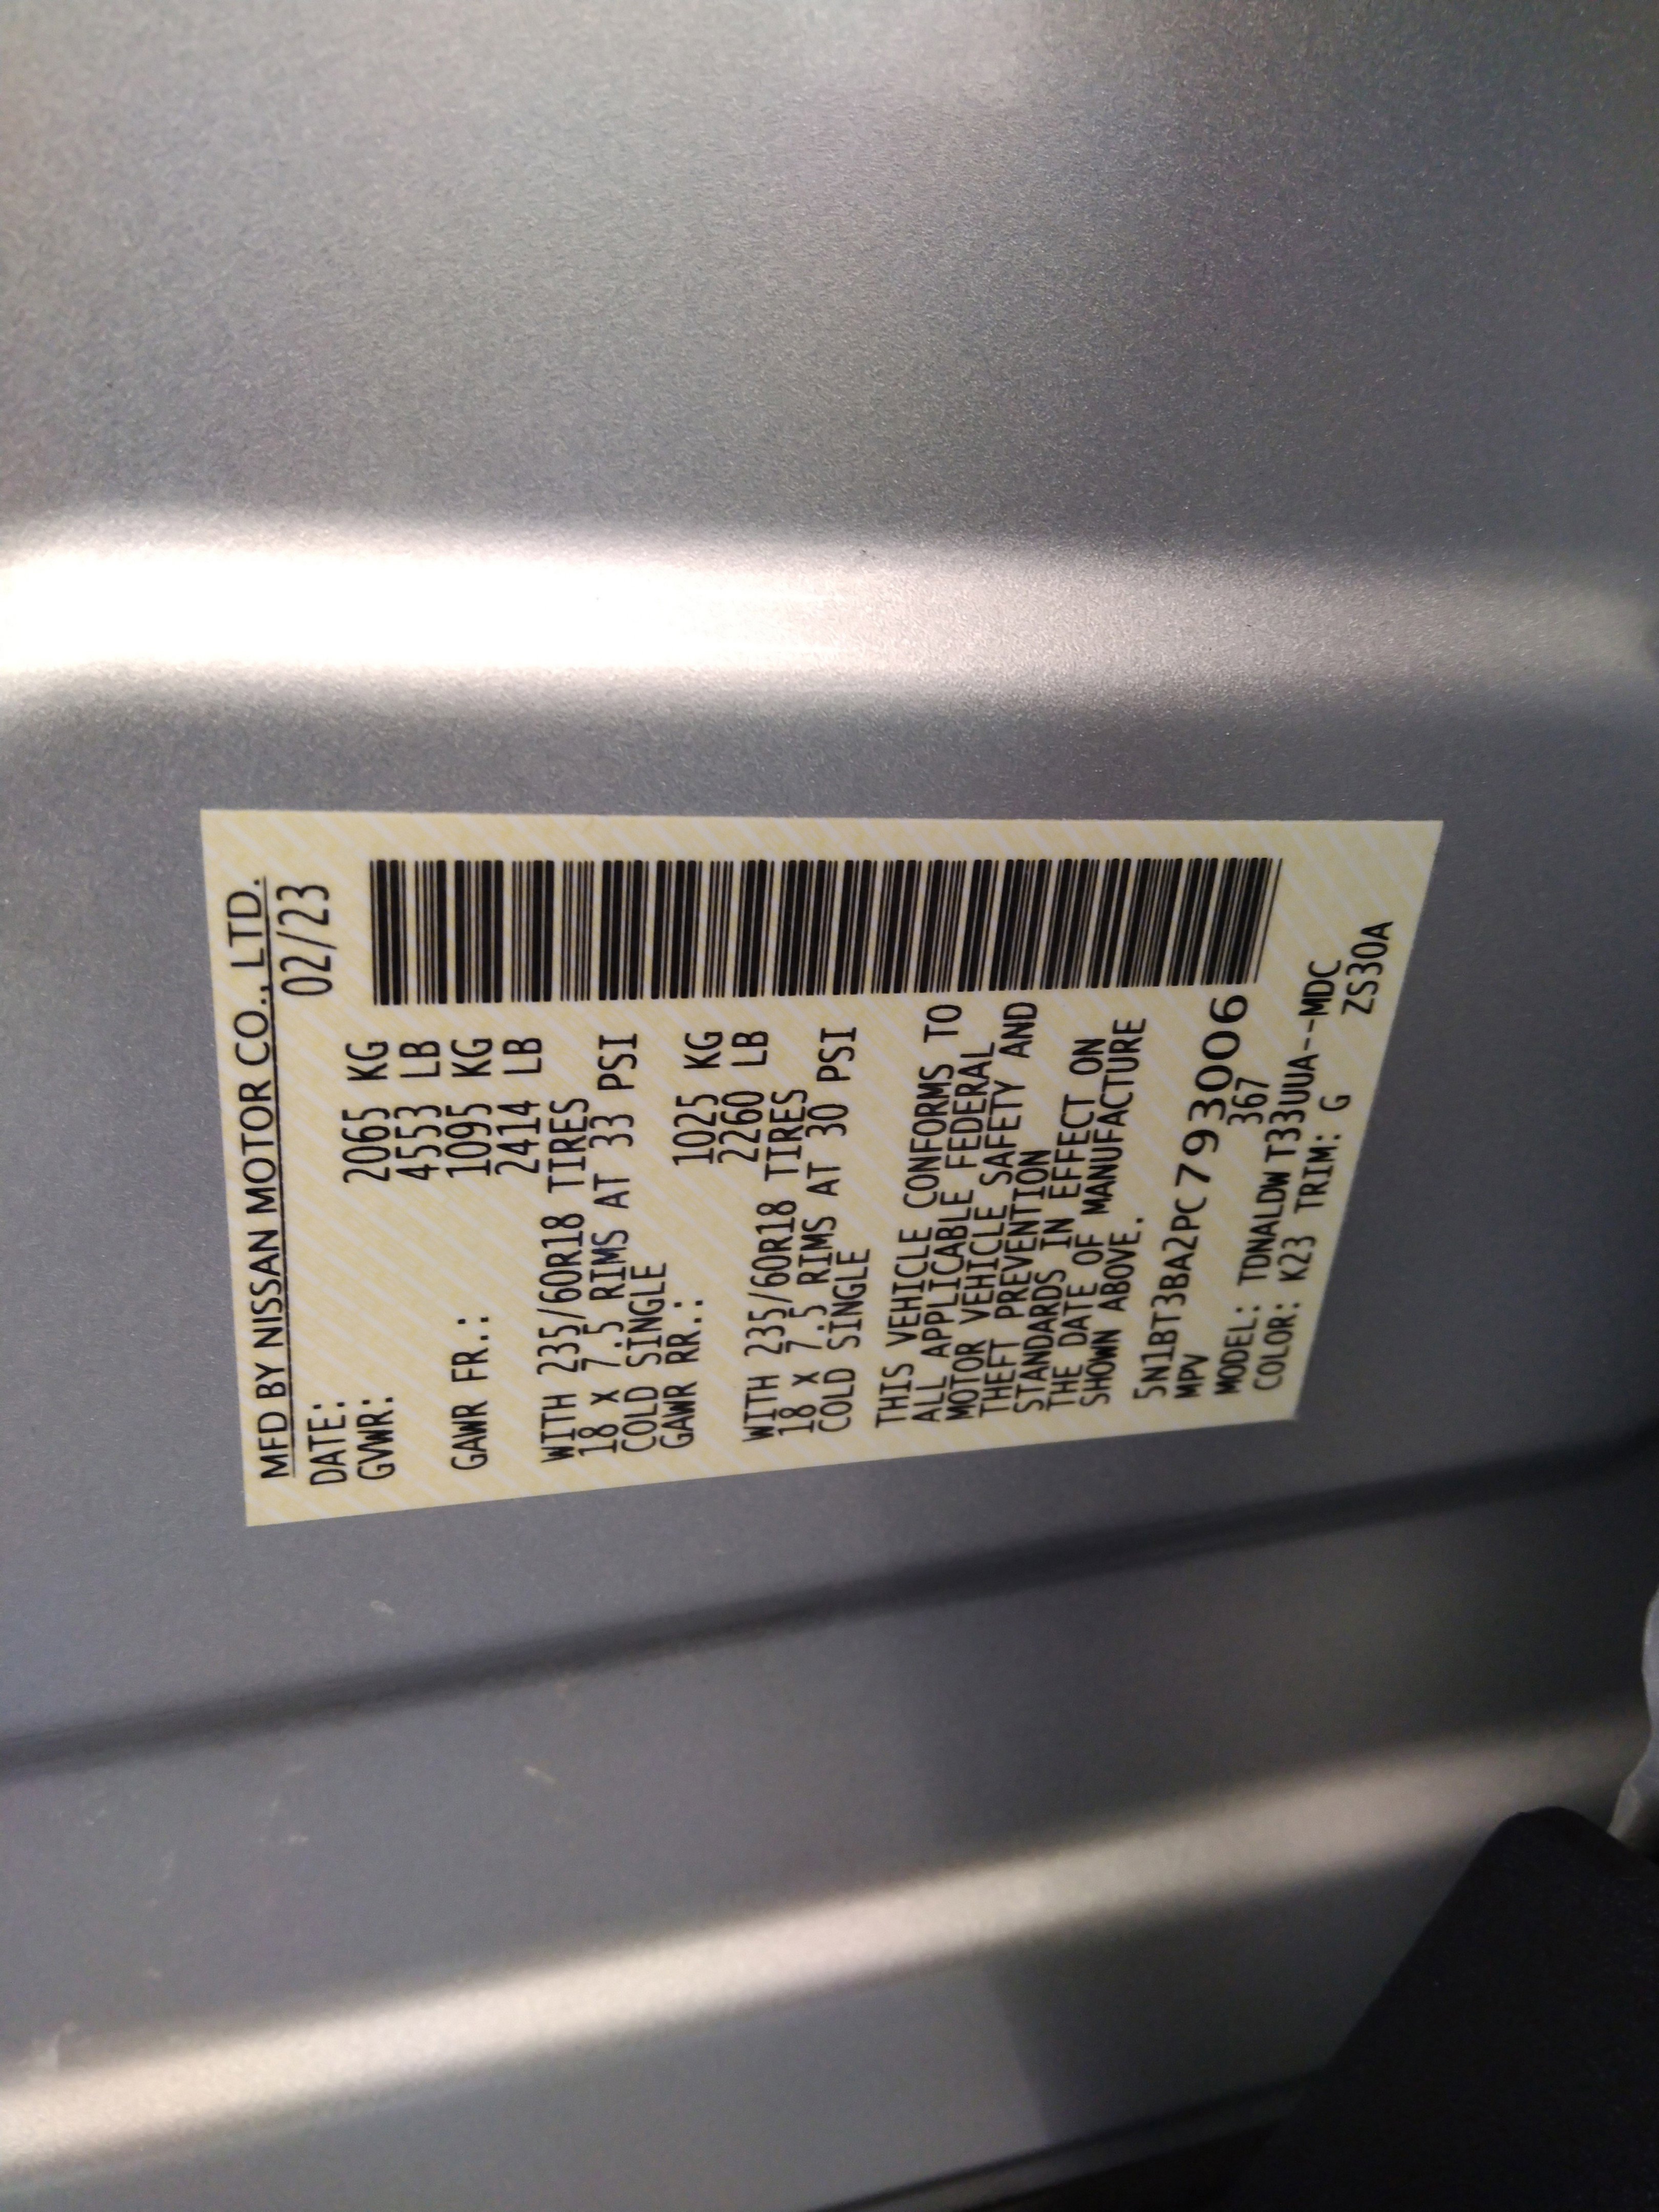 MFD BY NISSAN MOTOR CO., LTD.
DATE: 02/23
GVWR: 2065 KG
4553 LB
GAWR FR.: 1095 KG
2414 LB
WITH 235/60R18 TIRES
18 X 7.5 RIMS AT 33 PSI
COLD SINGLE
GAWR RR.: 1025 KG
2260 LB
WITH 235/60R18 TIRES
18 X 7.5 RIMS AT 30 PSI
COLD SINGLE
THIS VEHICLE CONFORMS TO
ALL APPLICABLE FEDERAL
MOTOR VEHICLE SAFETY AND
THEFT PREVENTION
STANDARDS IN EFFECT ON
THE DATE OF MANUFACTURE
SHOWN ABOVE.
5N1BT3BA2PC793006
MPV 367
MODEL: TDNALDW T33UUA--MDC
COLOR: K23 TRIM: G ZS30A